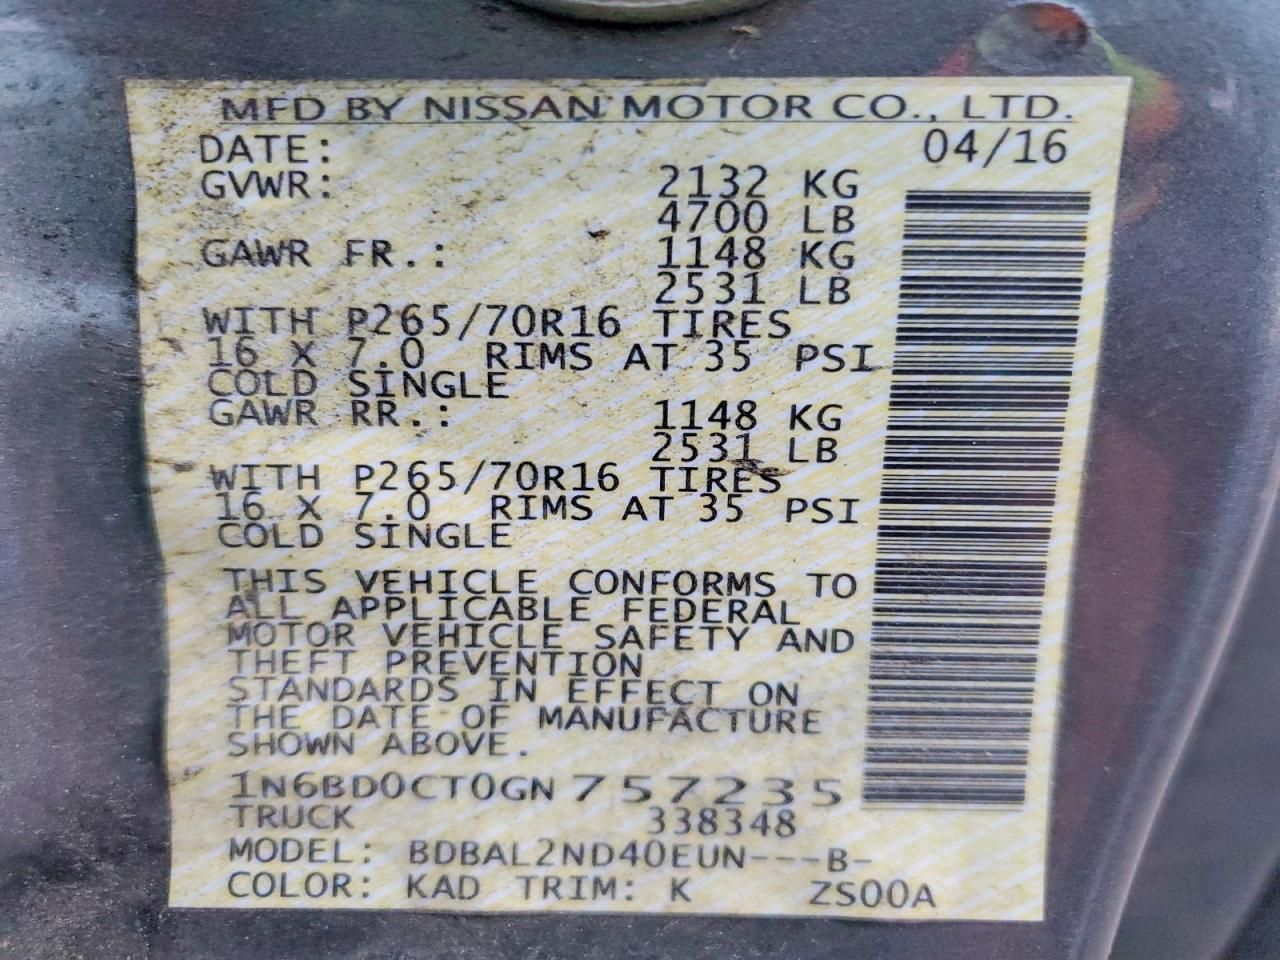 MFD BY NISSAN MOTOR CO., LTD.
DATE: 04/16
GVWR: 2132 KG
4700 LB
GAWR FR.: 1148 KG
2531 LB
WITH P265/70R16 TIRES
16 X 7.0 RIMS AT 35 PSI
COLD SINGLE
GAWR RR.: 1148 KG
2531 LB
WITH P265/70R16 TIRES
16 X 7.0 RIMS AT 35 PSI
COLD SINGLE
THIS VEHICLE CONFORMS TO
ALL APPLICABLE FEDERAL
MOTOR VEHICLE SAFETY AND
THEFT PREVENTION
STANDARDS IN EFFECT ON
THE DATE OF MANUFACTURE
SHOWN ABOVE.
1N6BD0CT0GN757235
TRUCK 338348
MODEL: BDBAL2ND40EUN---B-
COLOR: KAD TRIM: K ZS00A